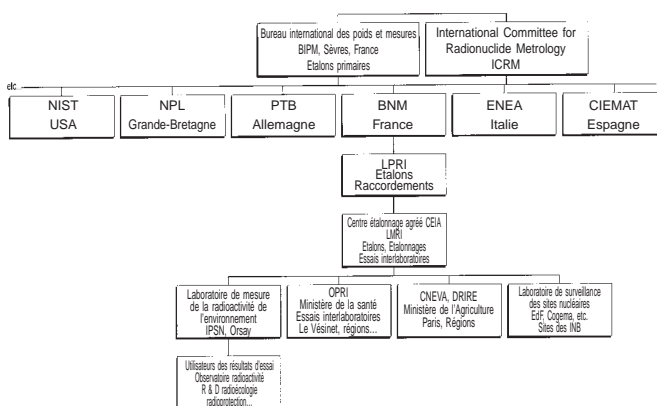 Bureau international des poids et mesures
BIPM, Sèvres, France
Etalons primaires
International Committee for
Radionuclide Metrology
ICRM
etc.
NIST
USA
NPL
Grande-Bretagne
PTB
Allemagne
BNM
France
ENEA
Italie
CIEMAT
Espagne
LPRI
Etalons
Raccordements
Centre étalonnage agréé CEIA
LMRI
Etalons, Etalonnages
Essais interlaboratoires
Laboratoire de mesure
de la radioactivité de
l'environnement
IPSN, Orsay
OPRI
Ministère de la santé
Essais interlaboratoires
Le Vésinet, régions...
CNEVA, DRIRE
Ministère de l'Agriculture
Paris, Régions
Laboratoire de surveillance
des sites nucléaires
EdF, Cogema, etc.
Sites des INB
Utilisateurs des résultats d'essai
Observatoire radioactivité
R & D radioécologie
radioprotection...